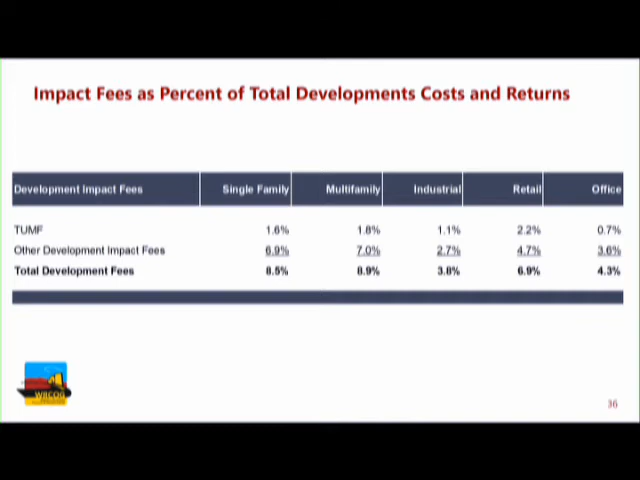 Impact Fees as Percent of Total Developments Costs and Returns
Development Impact Fees Single Family Multifamily Industrial Retail Office
TUMF 1.6% 1.8% 1.1% 2.2% 0.7%
Other Development Impact Fees 6.9% 7.0% 2.7% 4.7% 3.6%
Total Development Fees 8.5% 8.9% 3.8% 6.9% 4.3%
WRCOG
36